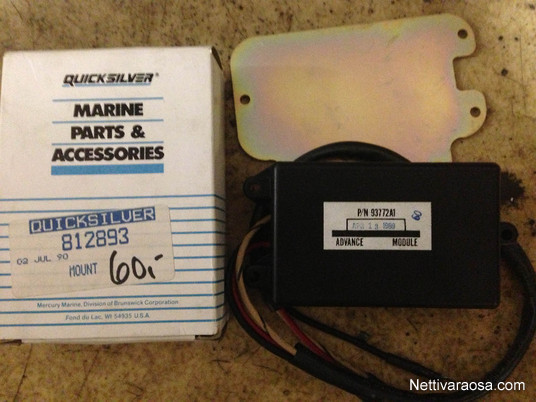 QUICKSILVER®
MARINE
PARTS &
ACCESSORIES
QUICKSILVER
812893
02 JUL 90
MOUNT 60,-
Mercury Marine, Division of Brunswick Corporation
Fond du Lac, WI 54935 U.S.A.
P/N 93772A1
ADVANCE MODULE
Nettivaraosa.com